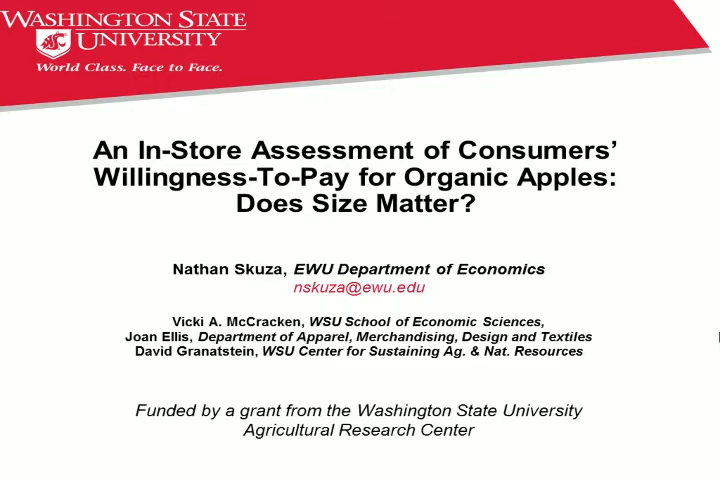 WASHINGTON STATE
UNIVERSITY
World Class. Face to Face.
An In-Store Assessment of Consumers’
Willingness-To-Pay for Organic Apples:
Does Size Matter?
Nathan Skuza, EWU Department of Economics
nskuza@ewu.edu
Vicki A. McCracken, WSU School of Economic Sciences,
Joan Ellis, Department of Apparel, Merchandising, Design and Textiles
David Granatstein, WSU Center for Sustaining Ag. & Nat. Resources
Funded by a grant from the Washington State University
Agricultural Research Center